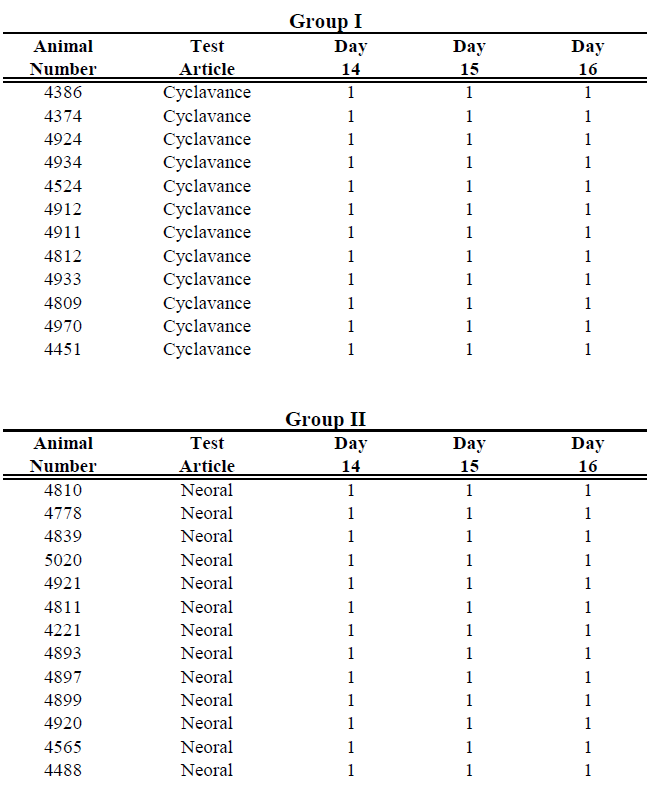 Group I
Animal Test Day Day Day
Number Article 14 15 16
4386 Cyclavance 1 1 1
4374 Cyclavance 1 1 1
4924 Cyclavance 1 1 1
4934 Cyclavance 1 1 1
4524 Cyclavance 1 1 1
4912 Cyclavance 1 1 1
4911 Cyclavance 1 1 1
4812 Cyclavance 1 1 1
4933 Cyclavance 1 1 1
4809 Cyclavance 1 1 1
4970 Cyclavance 1 1 1
4451 Cyclavance 1 1 1
Group II
Animal Test Day Day Day
Number Article 14 15 16
4810 Neoral 1 1 1
4778 Neoral 1 1 1
4839 Neoral 1 1 1
5020 Neoral 1 1 1
4921 Neoral 1 1 1
4811 Neoral 1 1 1
4221 Neoral 1 1 1
4893 Neoral 1 1 1
4897 Neoral 1 1 1
4899 Neoral 1 1 1
4920 Neoral 1 1 1
4565 Neoral 1 1 1
4488 Neoral 1 1 1